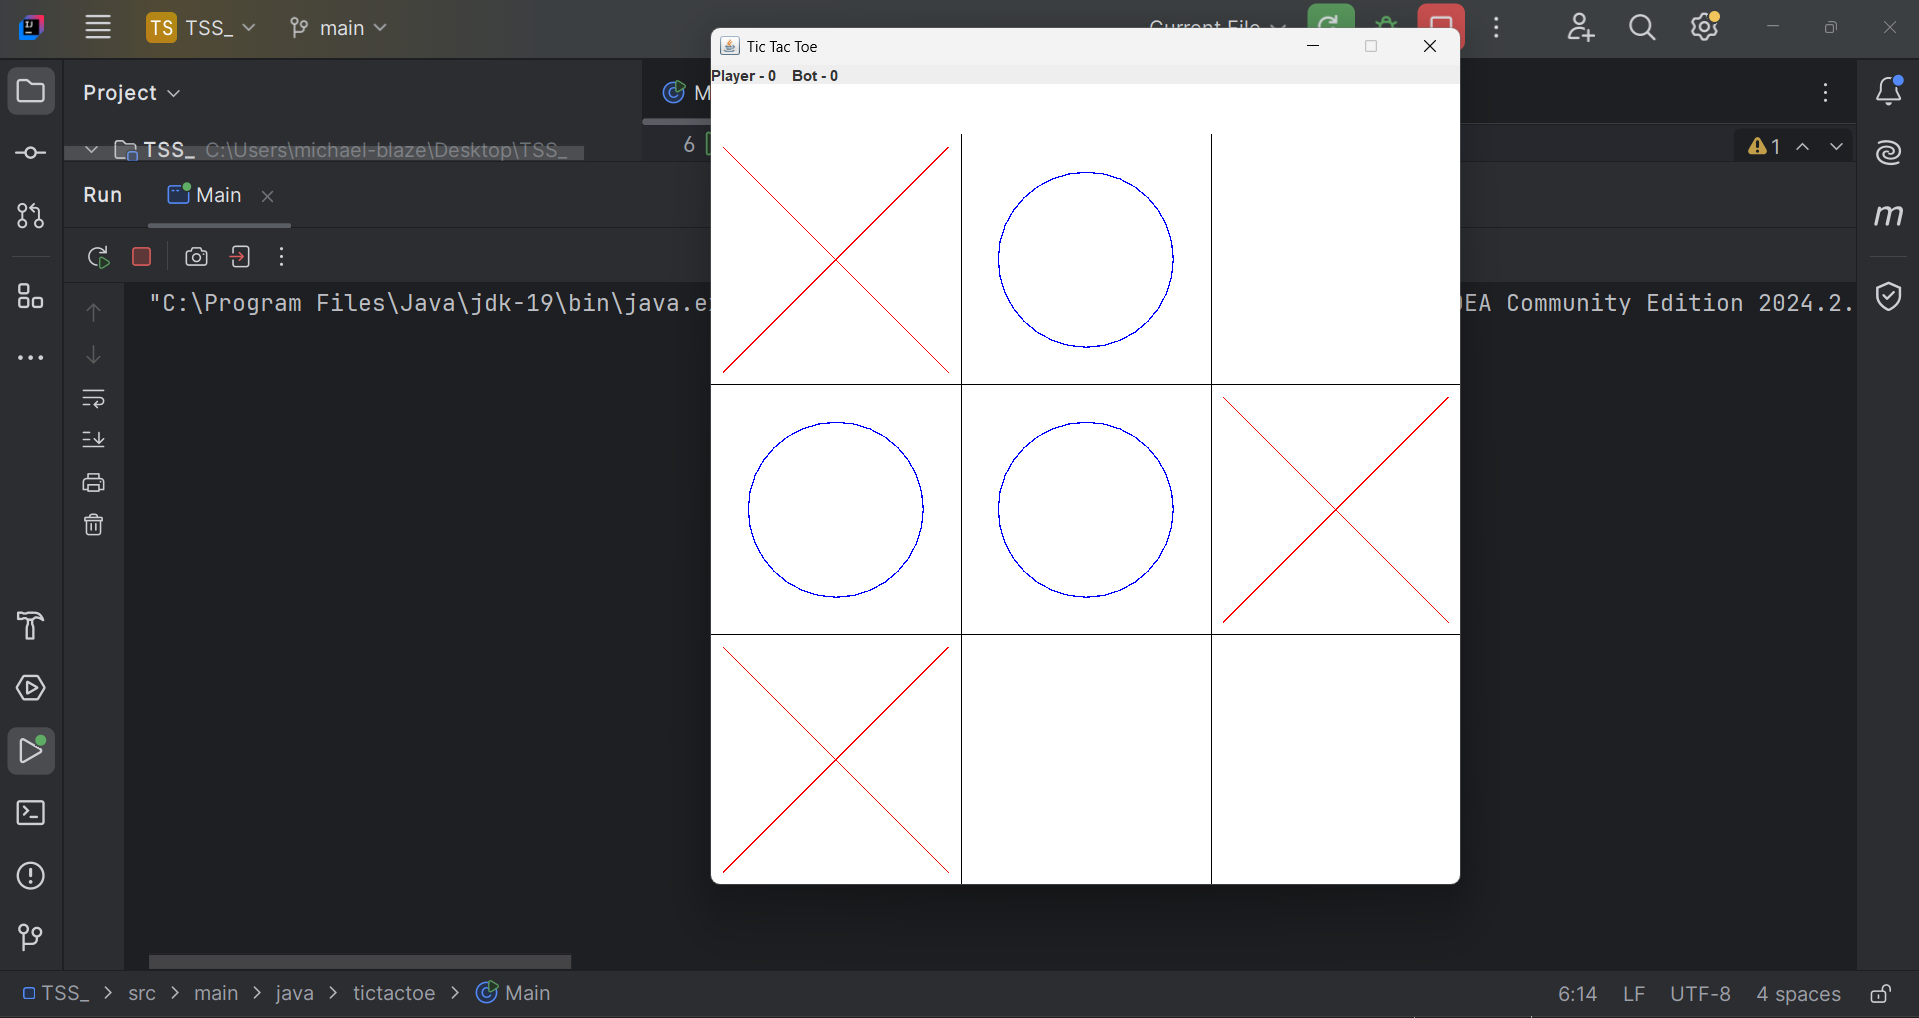 TS TSS_ main
Tic Tac Toe
Player - 0 Bot - 0
Project
TSS_ C:\Users\michael-blaze\Desktop\TSS_
6
1
Run Main
"C:\Program Files\Java\jdk-19\bin\java.e
EA Community Edition 2024.2.
TSS_ > src > main > java > tictactoe > Main
6:14 LF UTF-8 4 spaces